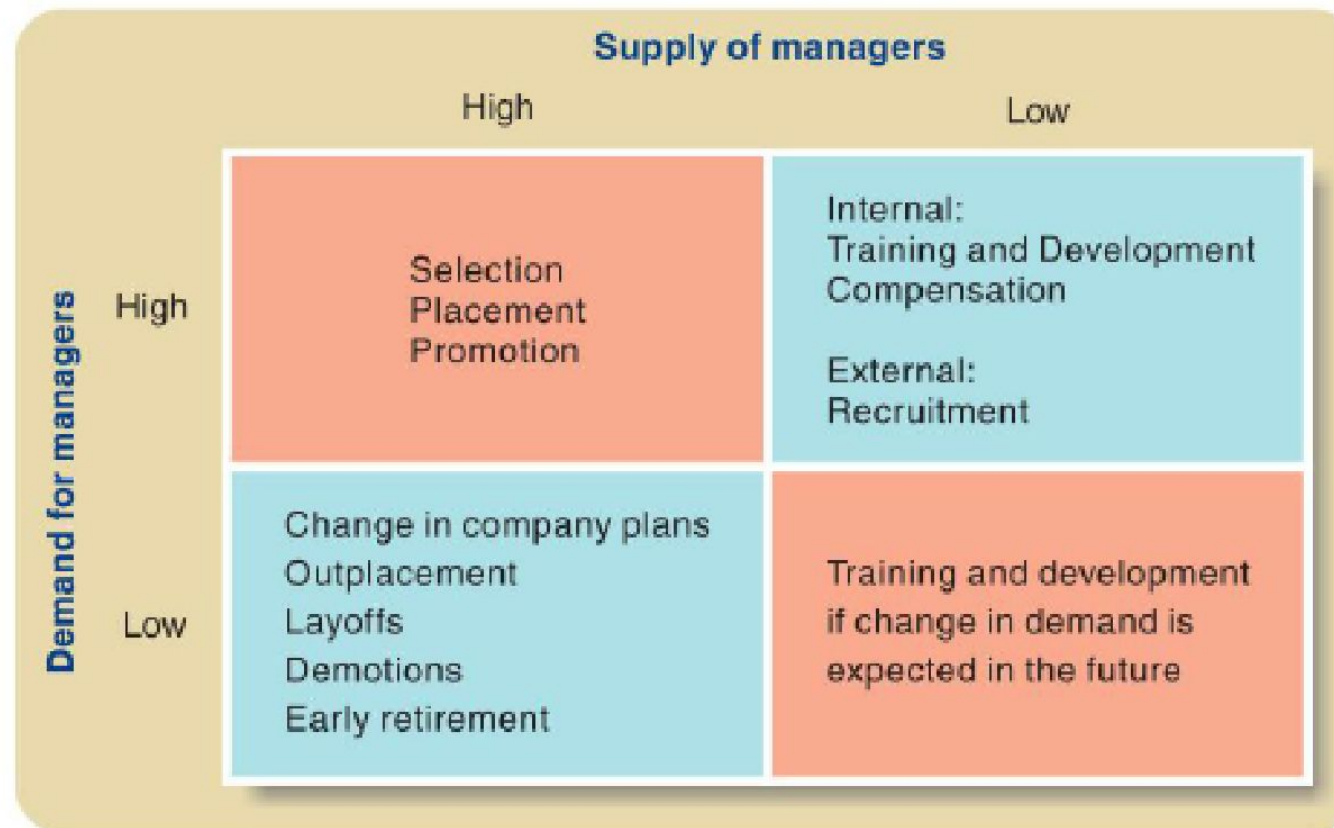 Supply of managers
High
Low
Demand for managers
High
Selection
Placement
Promotion
Internal:
Training and Development
Compensation
External:
Recruitment
Low
Change in company plans
Outplacement
Layoffs
Demotions
Early retirement
Training and development
if change in demand is
expected in the future